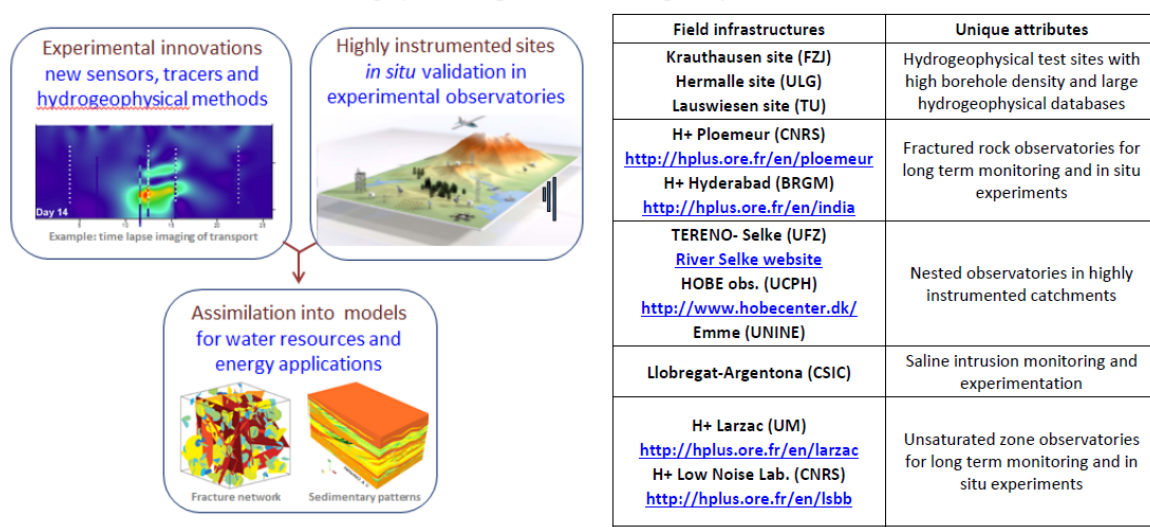 Experimental innovations
new sensors, tracers and
hydrogeophysical methods
Day 14
Example: time lapse imaging of transport
Highly instrumented sites
in situ validation in
experimental observatories
Assimilation into models
for water resources and
energy applications
Fracture network
Sedimentary patterns
Field infrastructures
Unique attributes
Krauthausen site (FZJ)
Hermalle site (ULG)
Lauswiesen site (TU)
Hydrogeophysical test sites with
high borehole density and large
hydrogeophysical databases
H+ Ploemeur (CNRS)
http://hplus.ore.fr/en/ploemeur
H+ Hyderabad (BRGM)
http://hplus.ore.fr/en/india
Fractured rock observatories for
long term monitoring and in situ
experiments
TERENO- Selke (UFZ)
River Selke website
HOBE obs. (UCPH)
http://www.hobecenter.dk/
Emme (UNINE)
Nested observatories in highly
instrumented catchments
Llobregat-Argentona (CSIC)
Saline intrusion monitoring and
experimentation
H+ Larzac (UM)
http://hplus.ore.fr/en/larzac
H+ Low Noise Lab. (CNRS)
http://hplus.ore.fr/en/lsbb
Unsaturated zone observatories
for long term monitoring and in
situ experiments